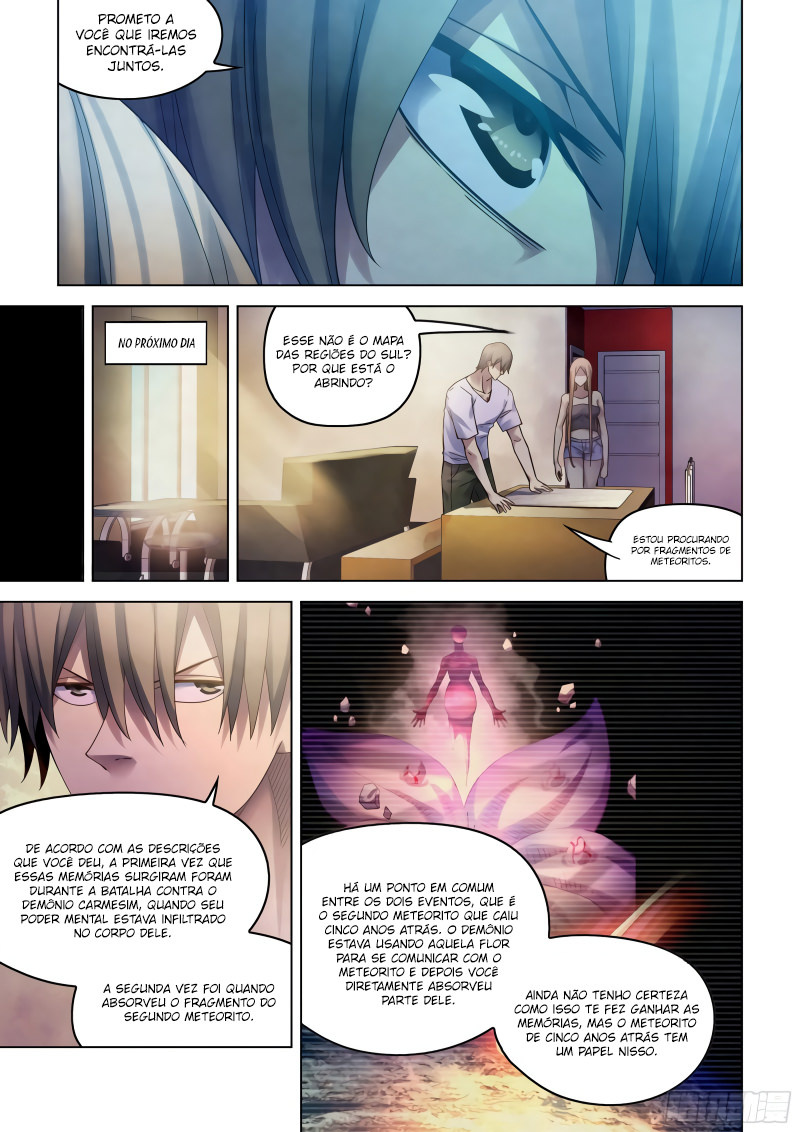 PROMETO A
VOCÊ QUE IREMOS
ENCONTRÁ-LAS
JUNTOS.
NO PRÓXIMO DIA
ESSE NÃO É O MAPA
DAS REGIÕES DO SUL?
POR QUE ESTÁ O
ABRINDO?
ESTOU PROCURANDO
POR FRAGMENTOS DE
METEORITOS.
DE ACORDO COM AS DESCRIÇÕES
QUE VOCÊ DEU, A PRIMEIRA VEZ QUE
ESSAS MEMÓRIAS SURGIRAM FORAM
DURANTE A BATALHA CONTRA O
DEMÔNIO CARMESIM, QUANDO SEU
PODER MENTAL ESTAVA INFILTRADO
NO CORPO DELE.
A SEGUNDA VEZ FOI QUANDO
ABSORVEU O FRAGMENTO DO
SEGUNDO METEORITO.
HÁ UM PONTO EM COMUM
ENTRE OS DOIS EVENTOS, QUE É
O SEGUNDO METEORITO QUE CAIU
CINCO ANOS ATRÁS. O DEMÔNIO
ESTAVA USANDO AQUELA FLOR
PARA SE COMUNICAR COM O
METEORITO E DEPOIS VOCÊ
DIRETAMENTE ABSORVEU
PARTE DELE.
AINDA NÃO TENHO CERTEZA
COMO ISSO TE FEZ GANHAR AS
MEMÓRIAS, MAS O METEORITO
DE CINCO ANOS ATRÁS TEM
UM PAPEL NISSO.